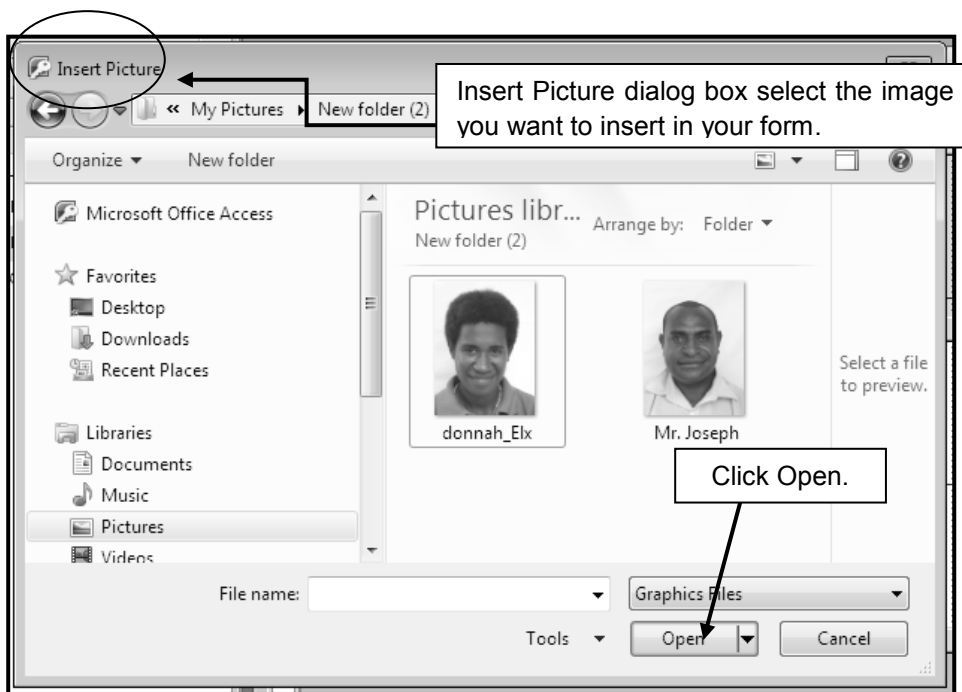 Insert Picture
Insert Picture dialog box select the image
you want to insert in your form.
« My Pictures New folder (2)
Organize New folder
Microsoft Office Access
Favorites
Desktop
Downloads
Recent Places
Libraries
Documents
Music
Pictures
Videos
Pictures libr...
New folder (2)
Arrange by: Folder
donnah_Elx
Mr. Joseph
Select a file
to preview.
Click Open.
File name:
Graphics Files
Tools
Open
Cancel